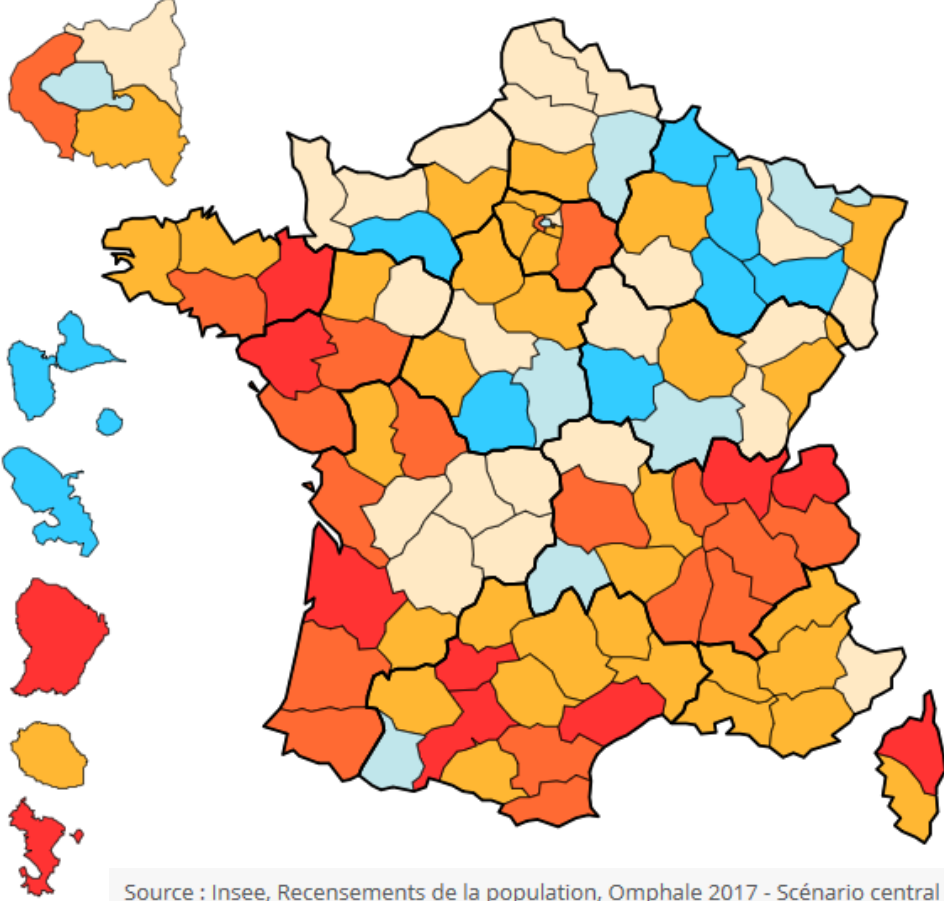 Source : Insee, Recensements de la population, Omphale 2017 - Scénario central